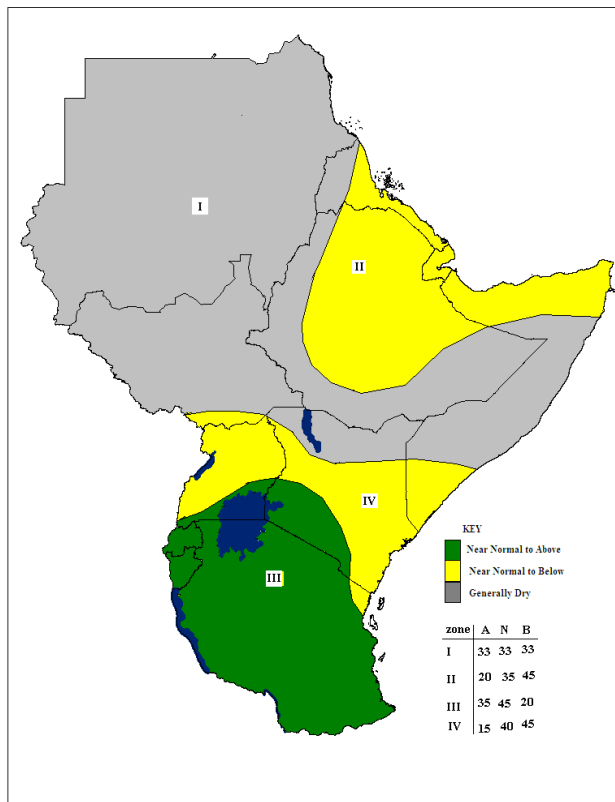 I
II
IV
III
KEY
Near Normal to Above
Near Normal to Below
Generally Dry
zone A N B
I 33 33 33
II 20 35 45
III 35 45 20
IV 15 40 45